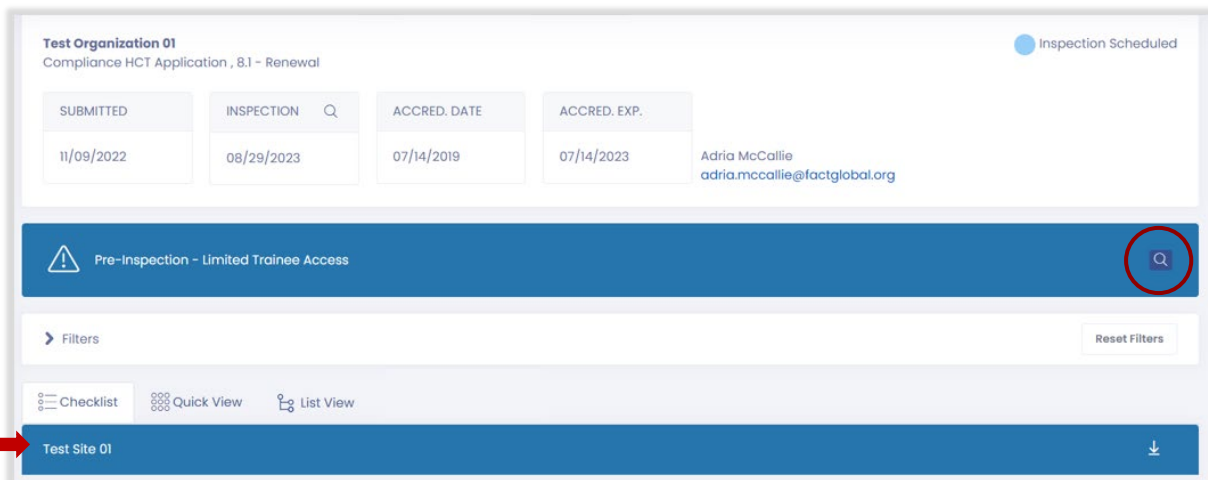 Test Organization 01
Inspection Scheduled
Compliance HCT Application , 8.1 - Renewal
SUBMITTED
INSPECTION
ACCRED. DATE
ACCRED. EXP.
11/09/2022
08/29/2023
07/14/2019
07/14/2023
Adria McCallie
adria.mccallie@factglobal.org
Pre-Inspection - Limited Trainee Access
Filters
Reset Filters
Checklist
Quick View
List View
Test Site 01